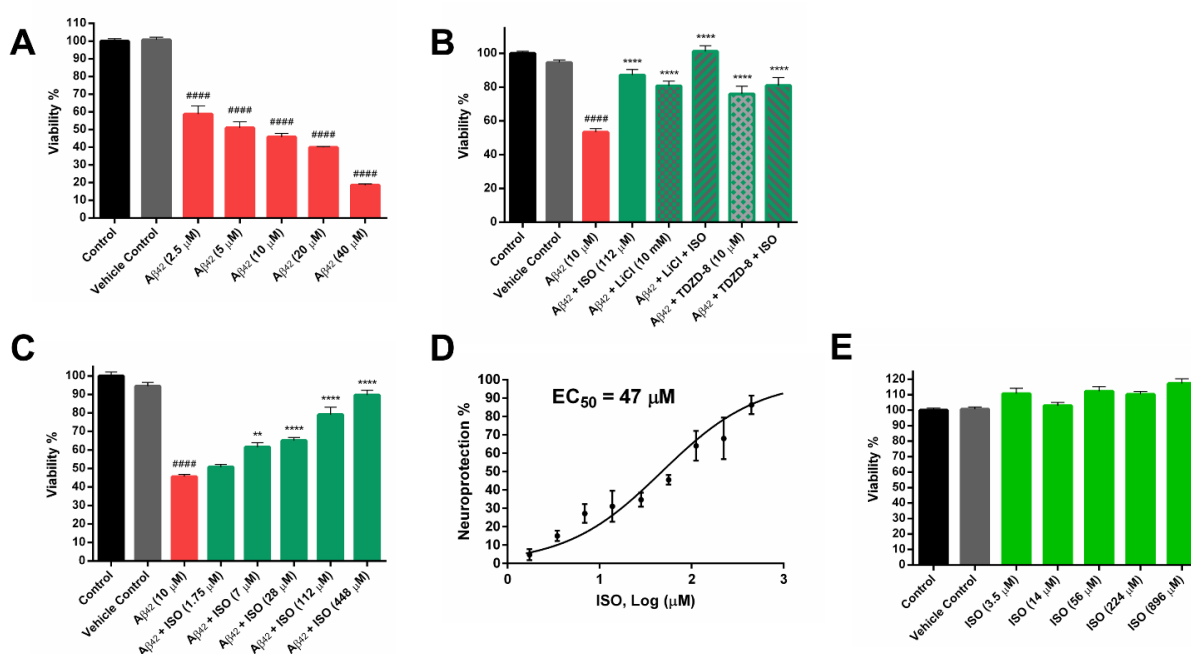 A
Viability %
110
100
90
80
70
60
50
40
30
20
10
0
####
####
####
####
####
Control
Vehicle Control
Aβ42 (2.5 μM)
Aβ42 (5 μM)
Aβ42 (10 μM)
Aβ42 (20 μM)
Aβ42 (40 μM)
B
Viability %
100
80
60
40
20
0
####
****
****
****
****
****
Control
Vehicle Control
Aβ42 (10 μM)
Aβ42 + ISO (112 μM)
Aβ42 + LiCl (10 mM)
Aβ42 + LiCl + ISO
Aβ42 + TDZD-8 (10 μM)
Aβ42 + TDZD-8 + ISO
C
Viability %
100
90
80
70
60
50
40
30
20
10
0
####
**
****
****
****
Control
Vehicle Control
Aβ42 (10 μM)
Aβ42 + ISO (1.75 μM)
Aβ42 + ISO (7 μM)
Aβ42 + ISO (28 μM)
Aβ42 + ISO (112 μM)
Aβ42 + ISO (448 μM)
D
EC50 = 47 μM
Neuroprotection %
100
90
80
70
60
50
40
30
20
10
0
0
1
2
3
ISO, Log (μM)
E
Viability %
120
110
100
90
80
70
60
50
40
30
20
10
0
Control
Vehicle Control
ISO (3.5 μM)
ISO (14 μM)
ISO (56 μM)
ISO (224 μM)
ISO (896 μM)